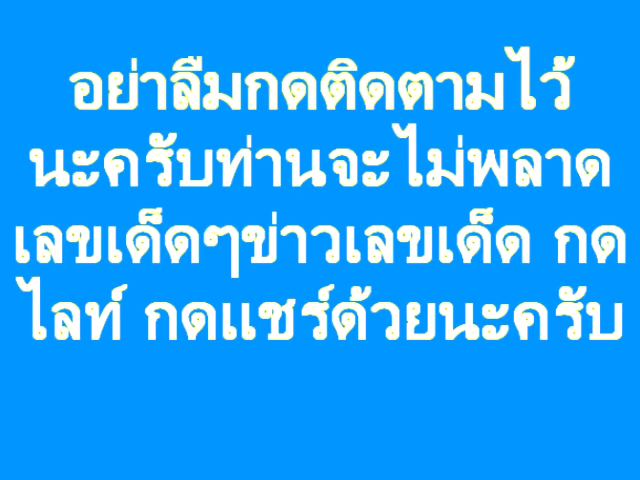 อย่าลืมกดติดตามไว้
นะครับท่านจะไม่พลาด
เลขเด็ดๆข่าวเลขเด็ด กด
ไลท์ กดแชร์ด้วยนะครับ